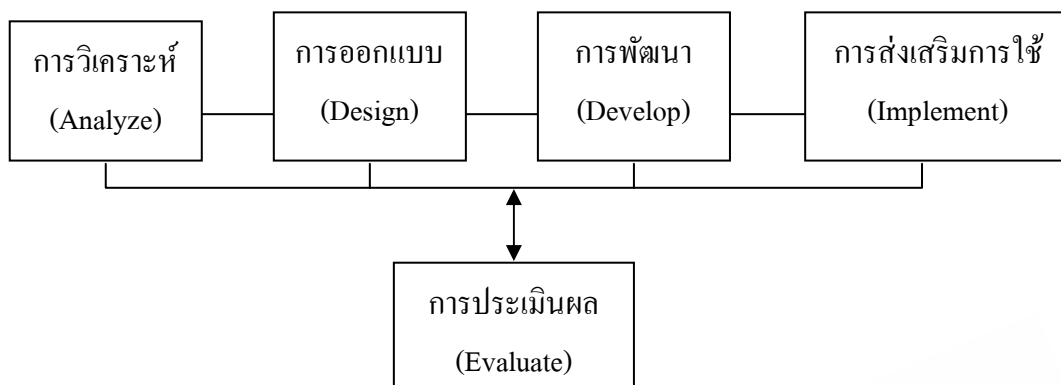 การวิเคราะห์
(Analyze)
การออกแบบ
(Design)
การพัฒนา
(Develop)
การส่งเสริมการใช้
(Implement)
การประเมินผล
(Evaluate)